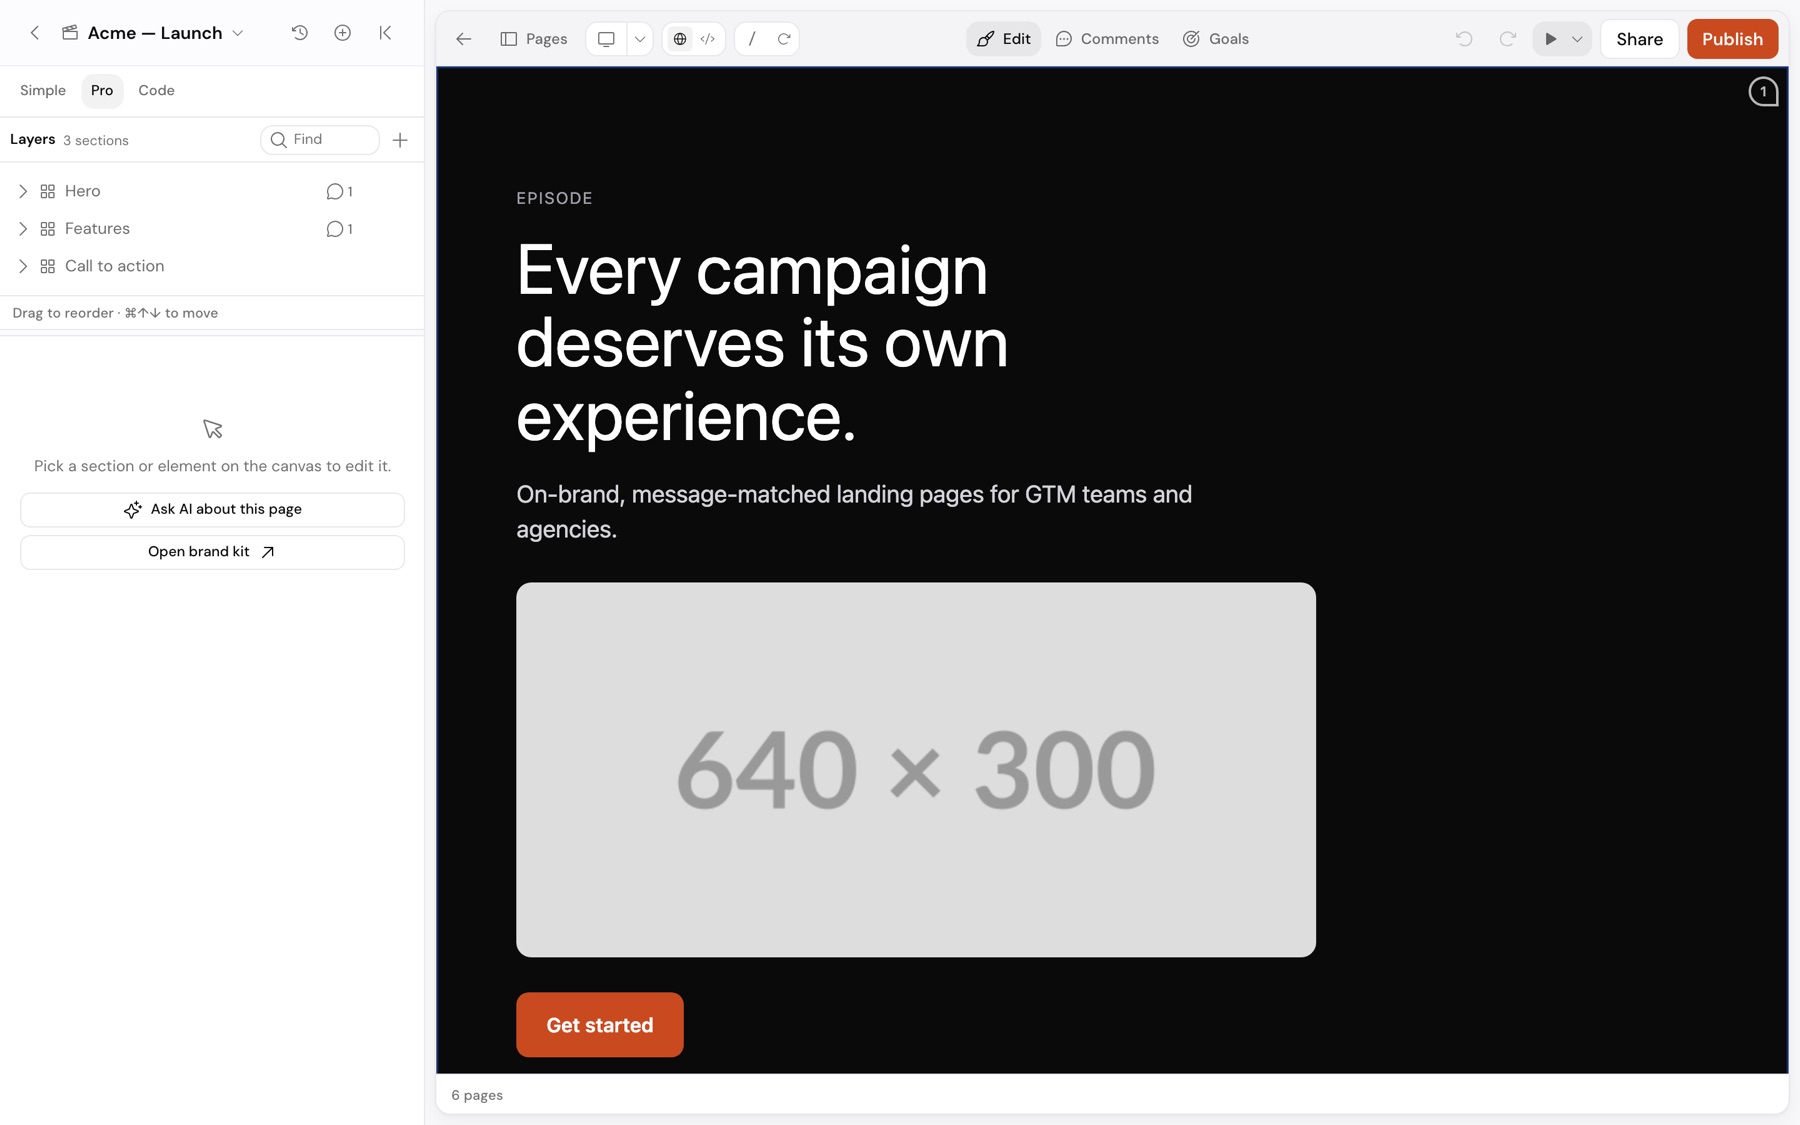 Acme — Launch
Simple Pro Code
Layers 3 sections Find
Hero 1
Features 1
Call to action
Drag to reorder · ⌘↑↓ to move
Pick a section or element on the canvas to edit it.
Ask AI about this page
Open brand kit
Pages </> / Edit Comments Goals Share Publish
1
EPISODE
Every campaign
deserves its own
experience.
On-brand, message-matched landing pages for GTM teams and
agencies.
640 × 300
Get started
6 pages